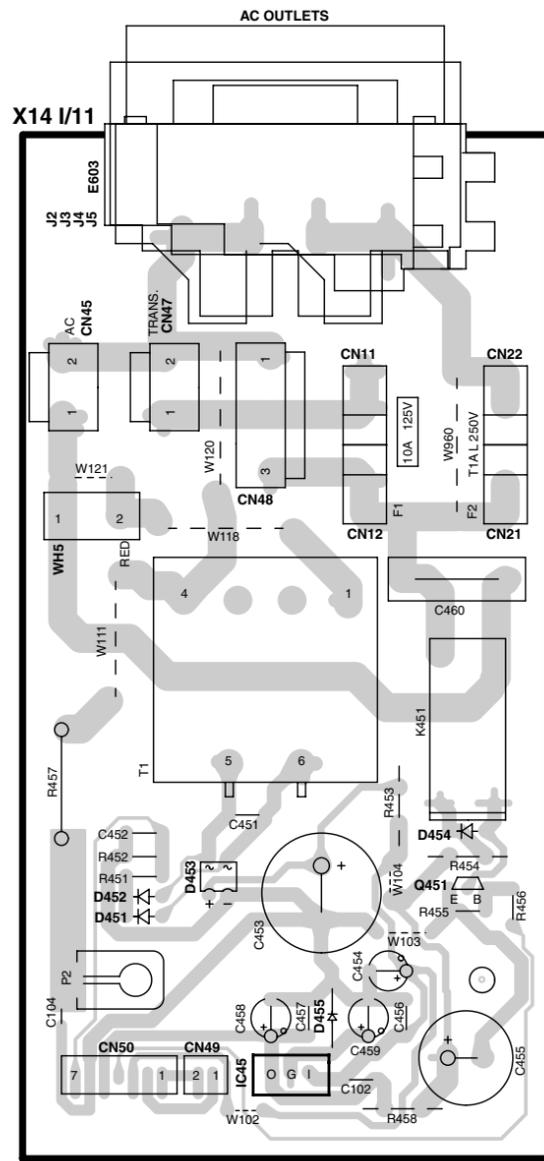 AC OUTLETS
X14 I/11
E603
J2
J3
J4
J5
AC
CN45
TRANS.
CN47
2
1
2
1
1
3
CN48
W120
CN11
CN22
10A 125V
W960
T1A L 250V
F1
F2
CN12
CN21
W121
1
2
WH5
RED
W118
W111
4
1
C460
K451
T1
5
6
R457
C451
R453
C452
R452
R451
D452
D451
D453
~ ~
+ −
C453
+
W104
D454
R454
Q451
E B
R455
R456
W103
C454
+
P2
C104
C458
+
C457
D455
C456
+
C459
C455
+
CN50
7
1
CN49
2 1
IC45
O G I
C102
W102
R458